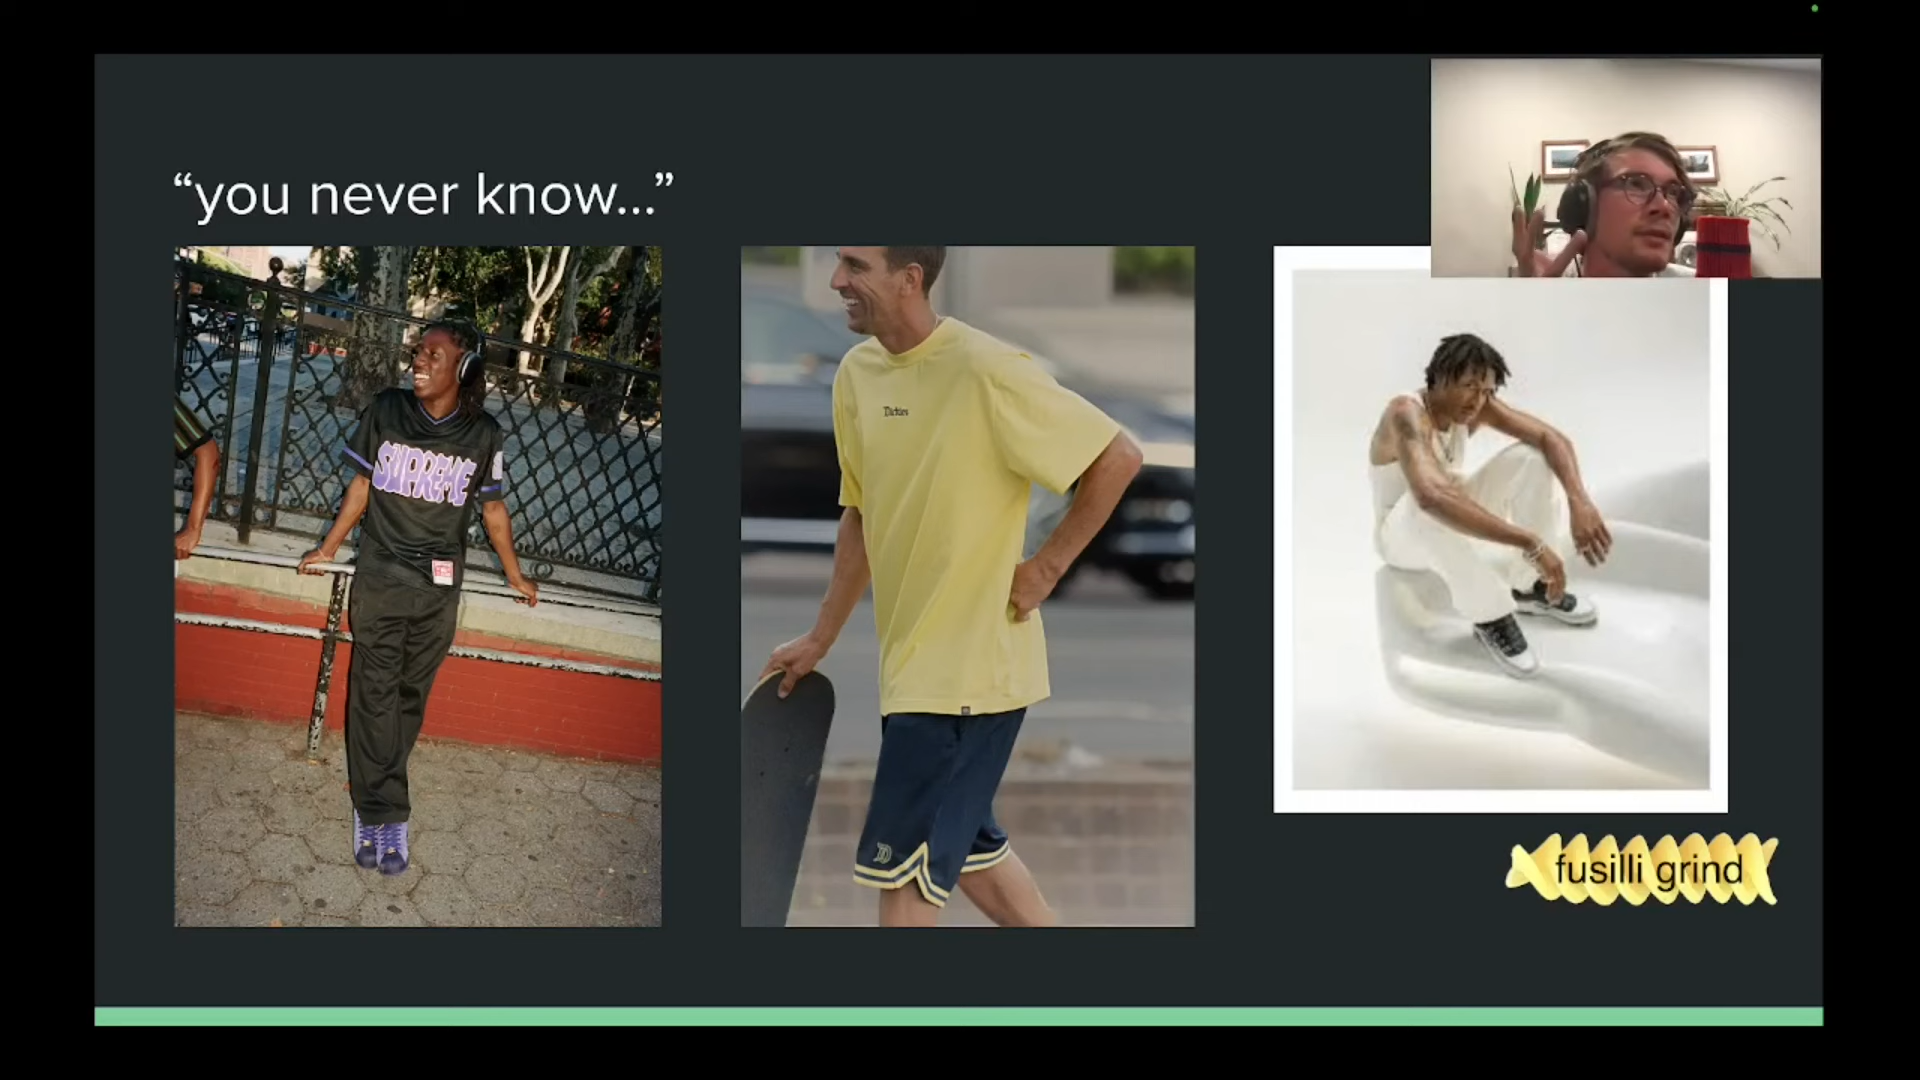 “you never know...”
SUPREME
Dickies
D
fusilli grind